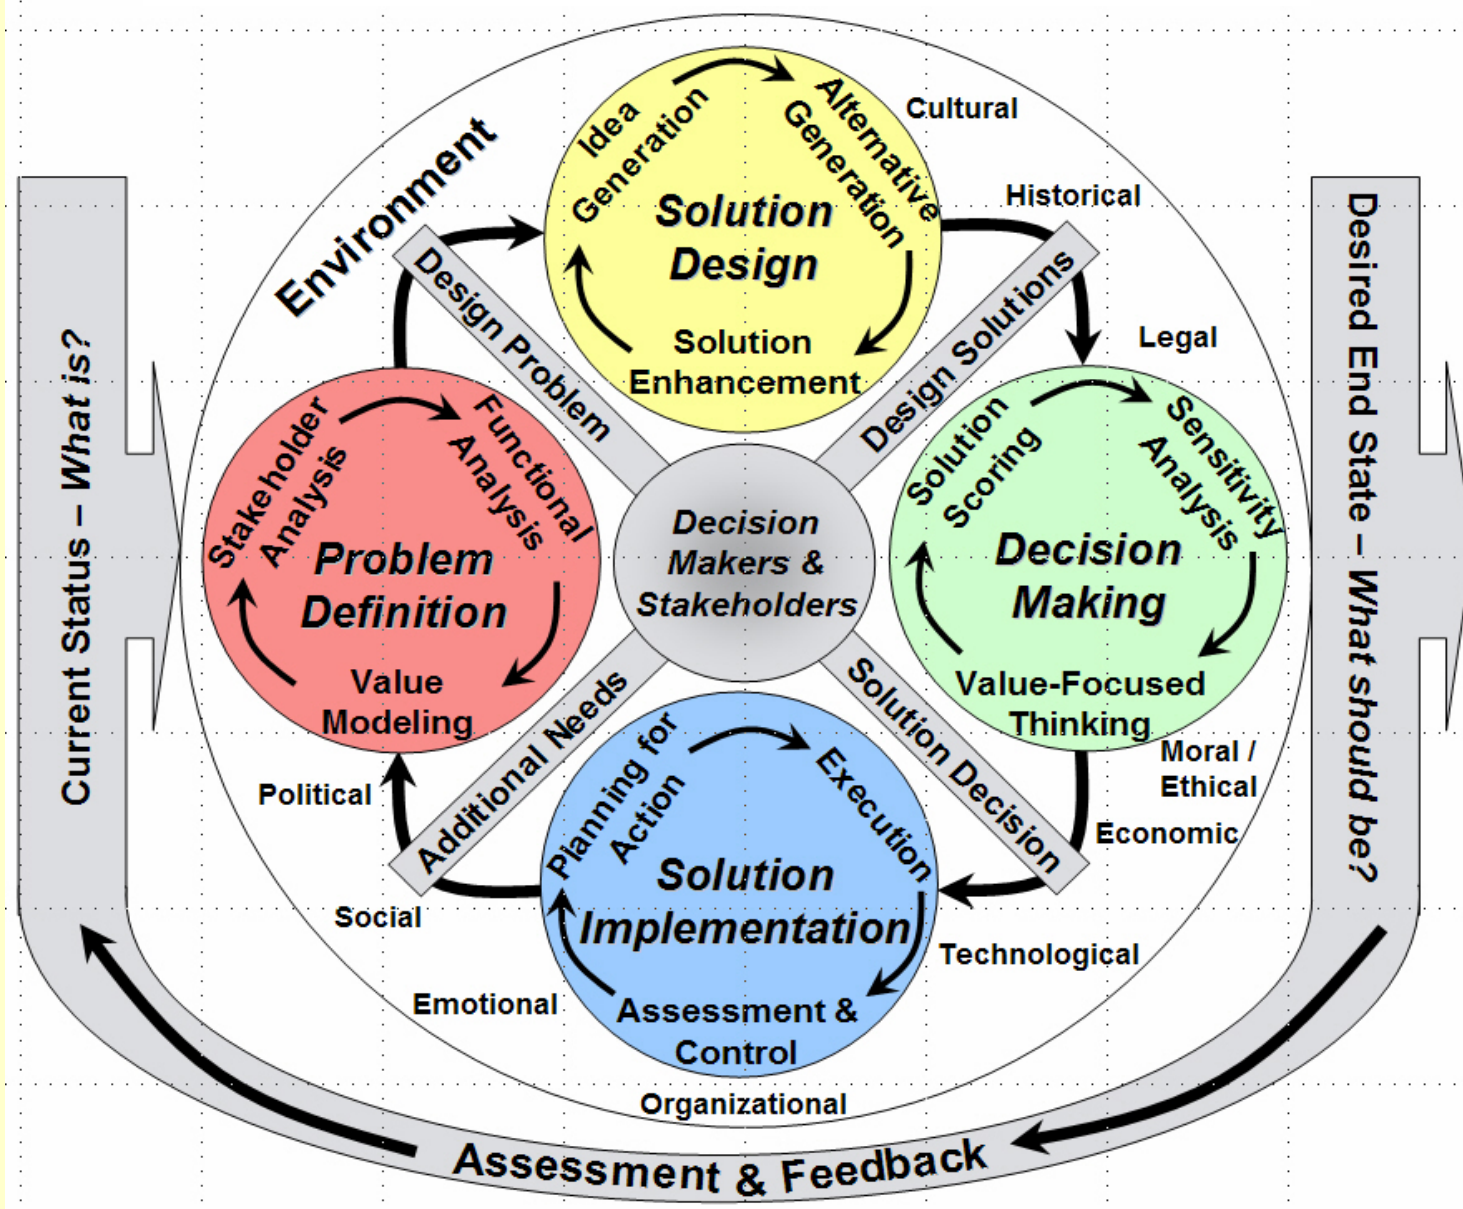 Environment
Cultural
Historical
Legal
Moral /
Ethical
Economic
Technological
Organizational
Emotional
Social
Political
Current Status – What is?
Desired End State – What should be?
Assessment & Feedback
Idea
Generation
Alternative
Generation
Solution
Design
Solution
Enhancement
Design Problem
Design Solutions
Stakeholder
Analysis
Functional
Analysis
Problem
Definition
Value
Modeling
Decision
Makers &
Stakeholders
Solution
Scoring
Sensitivity
Analysis
Decision
Making
Value-Focused
Thinking
Additional Needs
Solution Decision
Planning for
Action
Execution
Solution
Implementation
Assessment &
Control